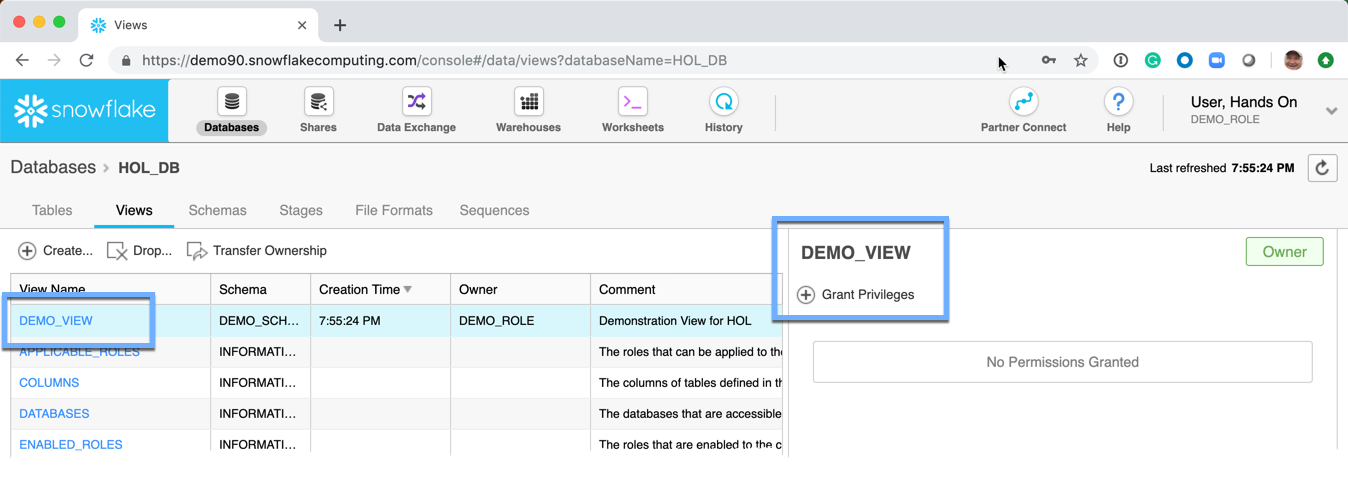 Views
https://demo90.snowflakecomputing.com/console#/data/views?databaseName=HOL_DB
snowflake
Databases
Shares
Data Exchange
Warehouses
Worksheets
History
Partner Connect
Help
User, Hands On
DEMO_ROLE
Databases > HOL_DB
Last refreshed 7:55:24 PM
Tables Views Schemas Stages File Formats Sequences
Create... Drop... Transfer Ownership
View Name Schema Creation Time Owner Comment
DEMO_VIEW DEMO_SCH... 7:55:24 PM DEMO_ROLE Demonstration View for HOL
APPLICABLE_ROLES INFORMATI... The roles that can be applied to the
COLUMNS INFORMATI... The columns of tables defined in th
DATABASES INFORMATI... The databases that are accessible
ENABLED_ROLES INFORMATI... The roles that are enabled to the c
DEMO_VIEW
Owner
Grant Privileges
No Permissions Granted